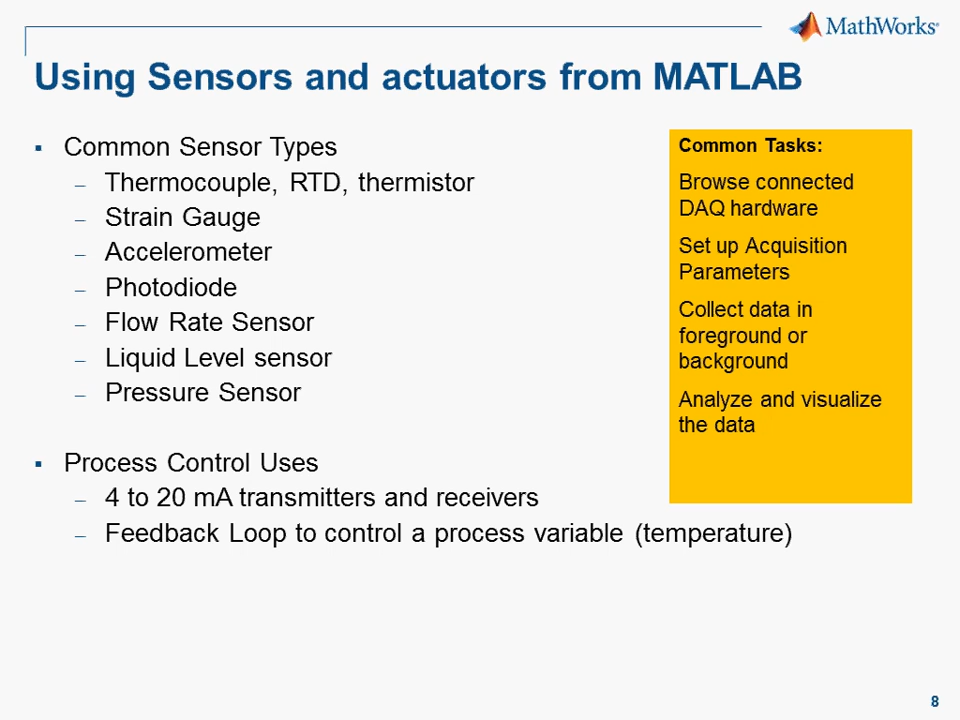 MathWorks®
Using Sensors and actuators from MATLAB
▪ Common Sensor Types
– Thermocouple, RTD, thermistor
– Strain Gauge
– Accelerometer
– Photodiode
– Flow Rate Sensor
– Liquid Level sensor
– Pressure Sensor
▪ Process Control Uses
– 4 to 20 mA transmitters and receivers
– Feedback Loop to control a process variable (temperature)
Common Tasks:
Browse connected
DAQ hardware
Set up Acquisition
Parameters
Collect data in
foreground or
background
Analyze and visualize
the data
8